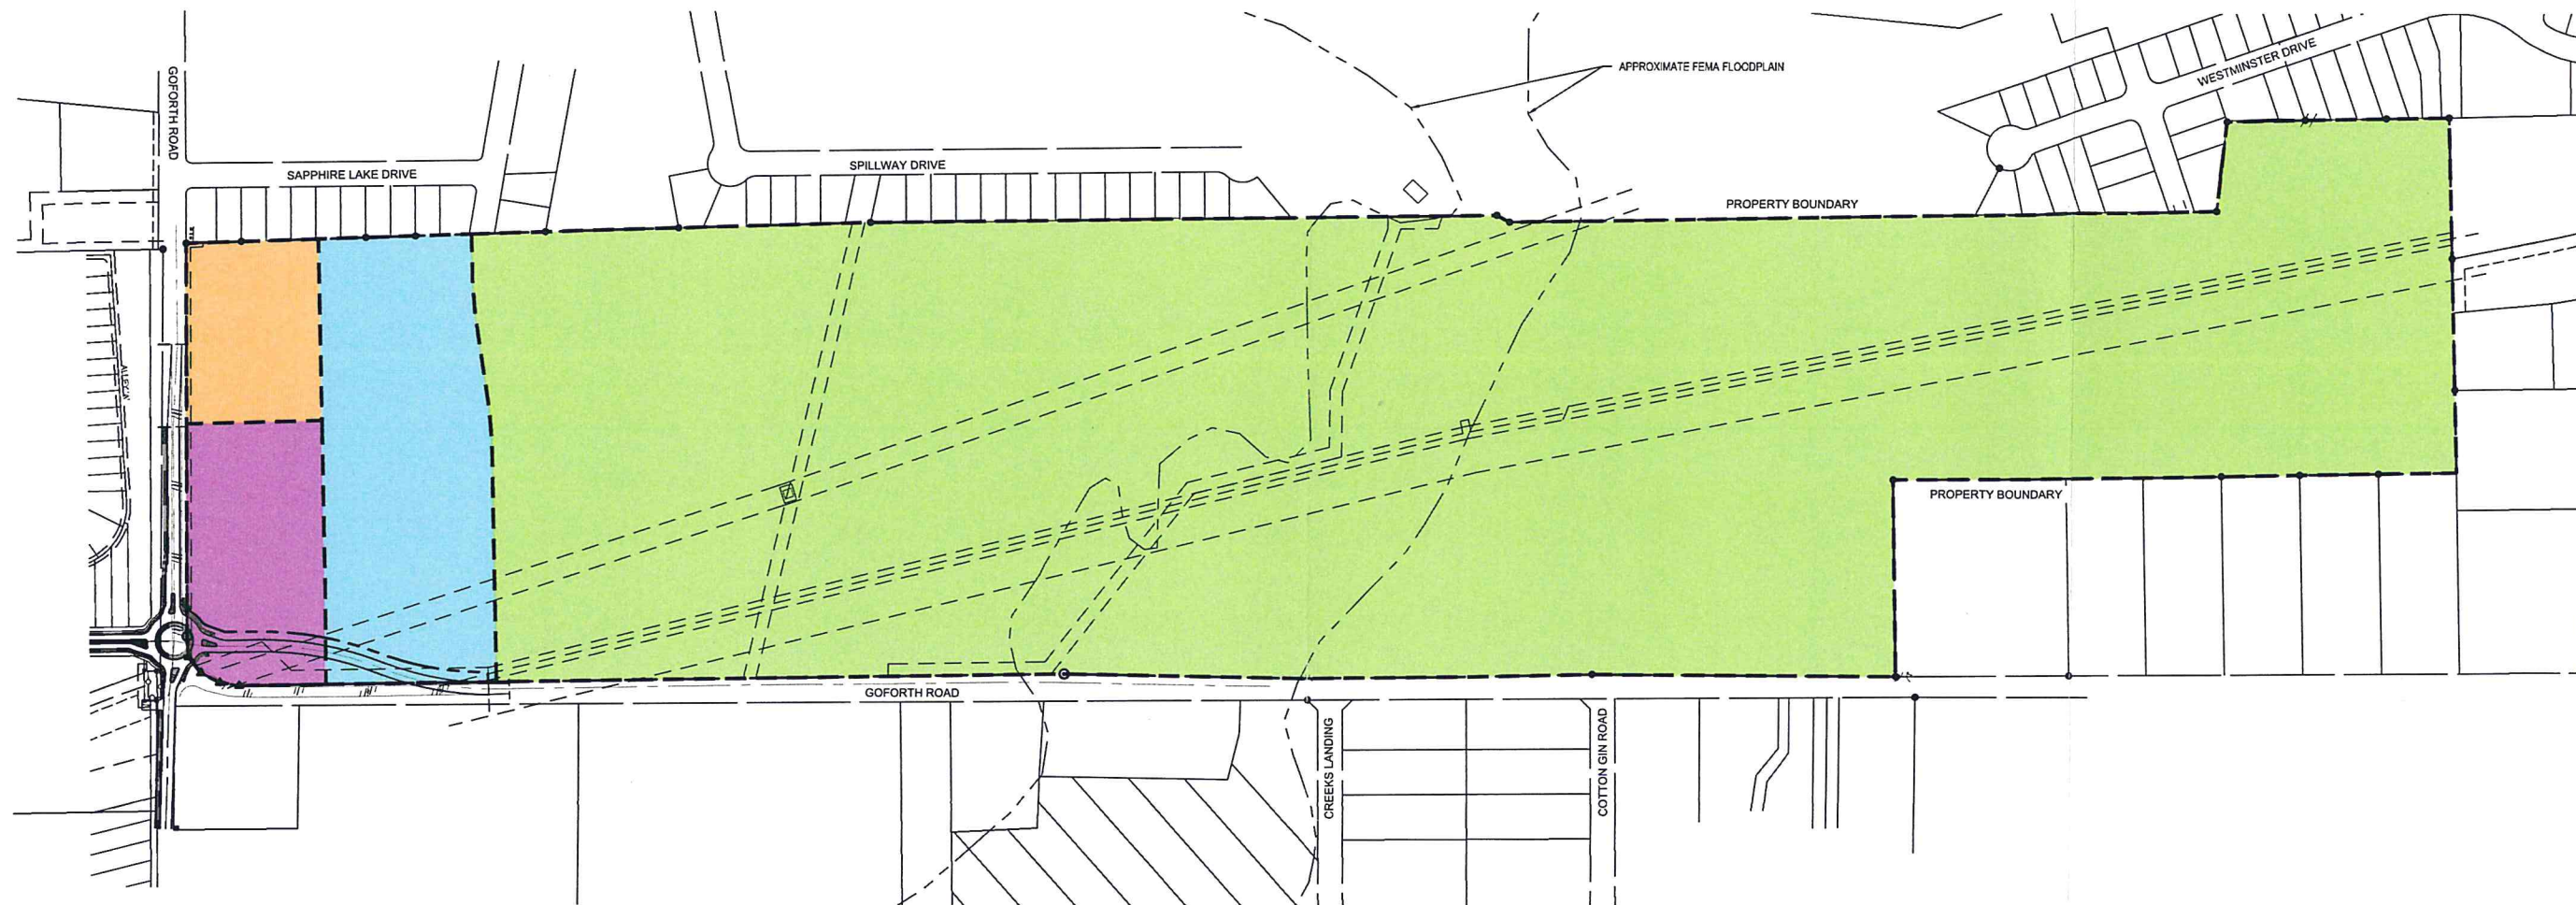 GOFORTH ROAD
APPROXIMATE FEMA FLOODPLAIN
WESTMINSTER DRIVE
SAPPHIRE LAKE DRIVE
SPILLWAY DRIVE
PROPERTY BOUNDARY
PROPERTY BOUNDARY
GOFORTH ROAD
CREEKS LANDING
COTTON GIN ROAD